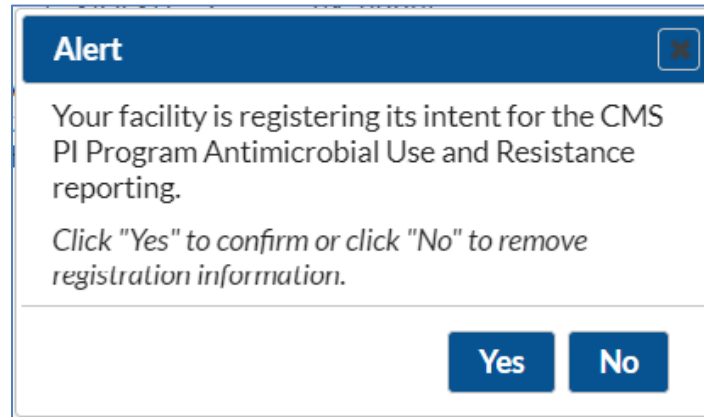 Alert
Your facility is registering its intent for the CMS
PI Program Antimicrobial Use and Resistance
reporting.
Click "Yes" to confirm or click "No" to remove
registration information.
Yes
No